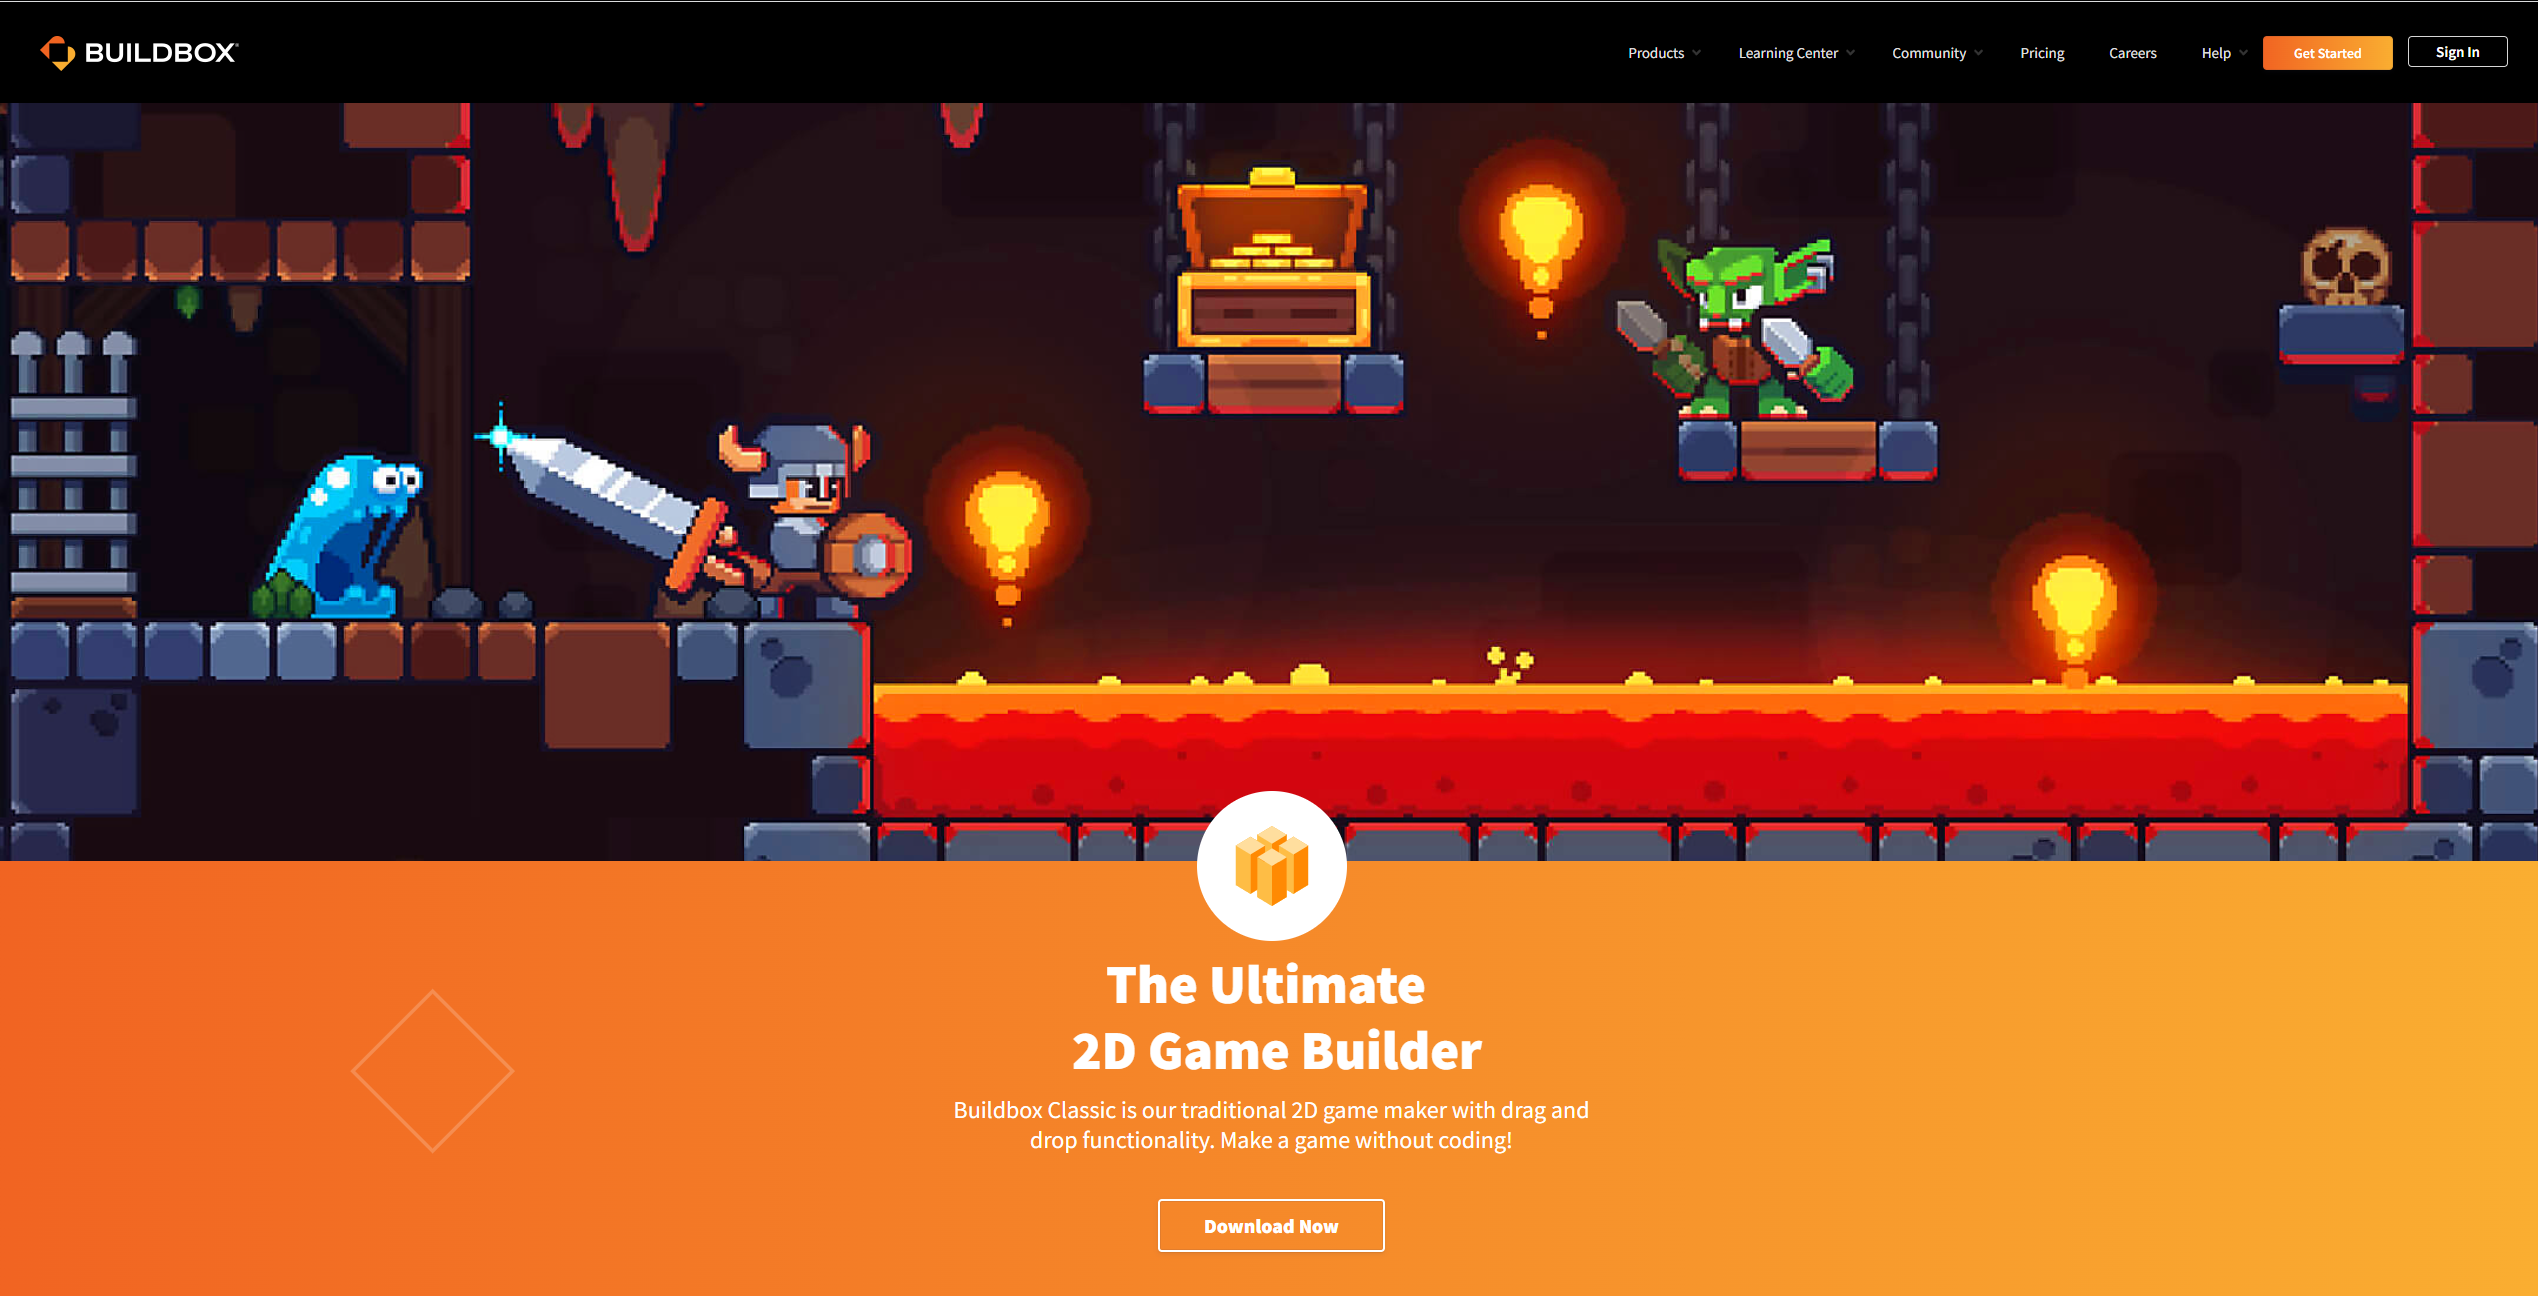 BUILDBOX
Products Learning Center Community Pricing Careers Help Get Started Sign In
The Ultimate
2D Game Builder
Buildbox Classic is our traditional 2D game maker with drag and
drop functionality. Make a game without coding!
Download Now